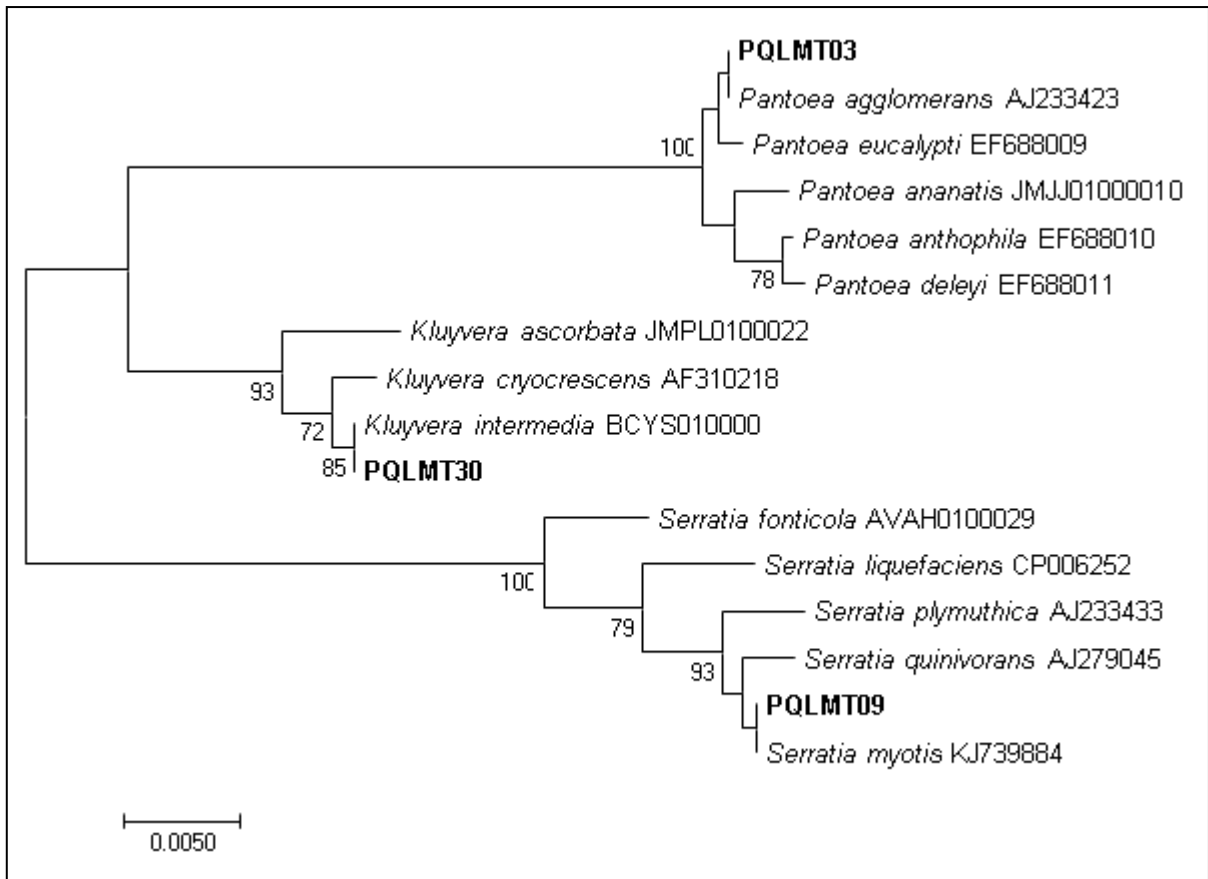 PQLMT03
Pantoea agglomerans AJ233423
Pantoea eucalypti EF688009
100
Pantoea ananatis JMJJ01000010
Pantoea anthophila EF688010
Pantoea deleyi EF688011
78
Kluyvera ascorbata JMPL0100022
Kluyvera cryocrescens AF310218
93
Kluyvera intermedia BCYS010000
72
PQLMT30
85
Serratia fonticola AVAH0100029
Serratia liquefaciens CP006252
100
Serratia plymuthica AJ233433
79
Serratia quinivorans AJ279045
93
PQLMT09
Serratia myotis KJ739884
0.0050